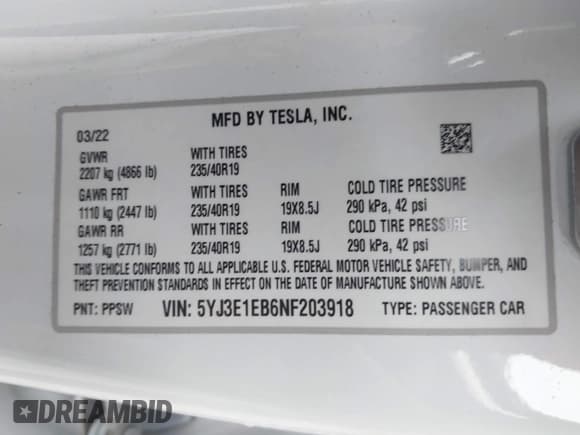 MFD BY TESLA, INC.
03/22
GVWR WITH TIRES
2207 kg (4866 lb) 235/40R19
GAWR FRT WITH TIRES RIM COLD TIRE PRESSURE
1110 kg (2447 lb) 235/40R19 19X8.5J 290 kPa, 42 psi
GAWR RR WITH TIRES RIM COLD TIRE PRESSURE
1257 kg (2771 lb) 235/40R19 19X8.5J 290 kPa, 42 psi
THIS VEHICLE CONFORMS TO ALL APPLICABLE U.S. FEDERAL MOTOR VEHICLE SAFETY, BUMPER, AND
THEFT PREVENTION STANDARDS IN EFFECT ON THE DATE OF MANUFACTURE SHOWN ABOVE.
PNT: PPSW VIN: 5YJ3E1EB6NF203918 TYPE: PASSENGER CAR
DREAMBID